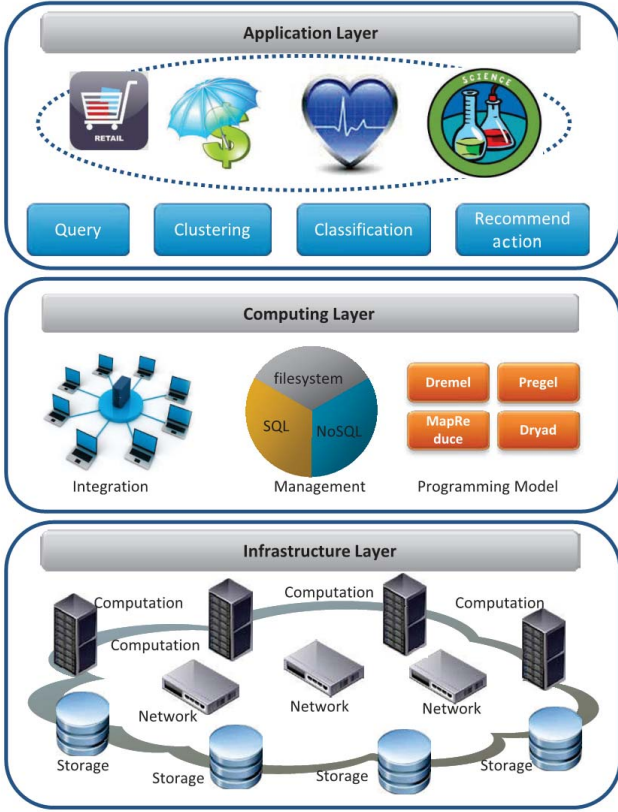 Application Layer
RETAIL
SCIENCE
Query
Clustering
Classification
Recommend
action
Computing Layer
filesystem
SQL
NoSQL
Dremel
Pregel
MapRe
duce
Dryad
Integration
Management
Programming Model
Infrastructure Layer
Computation
Computation
Computation
Computation
Network
Network
Network
Storage
Storage
Storage
Storage